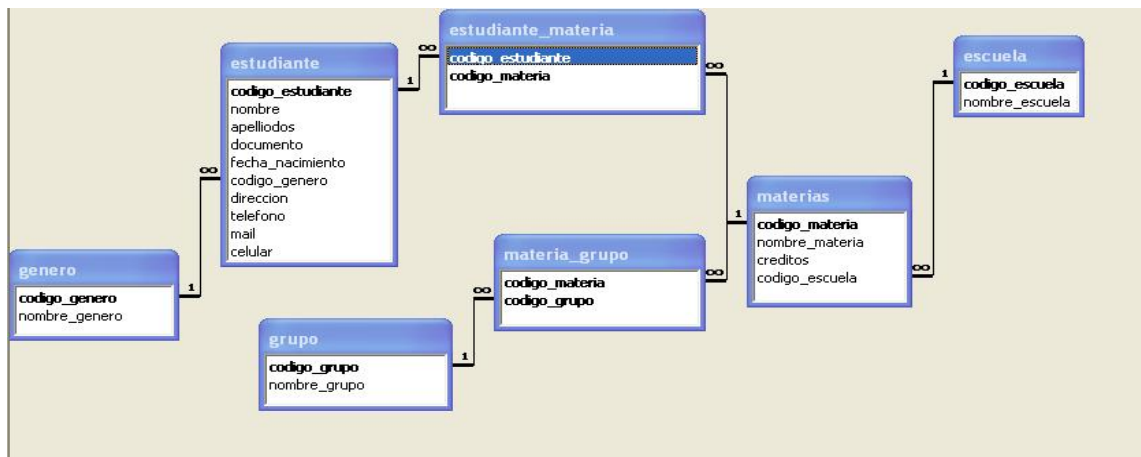 estudiante_materia
codigo_estudiante
codigo_materia
estudiante
codigo_estudiante
nombre
apelliodos
documento
fecha_nacimiento
codigo_genero
direccion
telefono
mail
celular
escuela
codigo_escuela
nombre_escuela
materias
codigo_materia
nombre_materia
creditos
codigo_escuela
materia_grupo
codigo_materia
codigo_grupo
genero
codigo_genero
nombre_genero
grupo
codigo_grupo
nombre_grupo
1
∞
∞
1
∞
1
1
∞
∞
∞
1
1